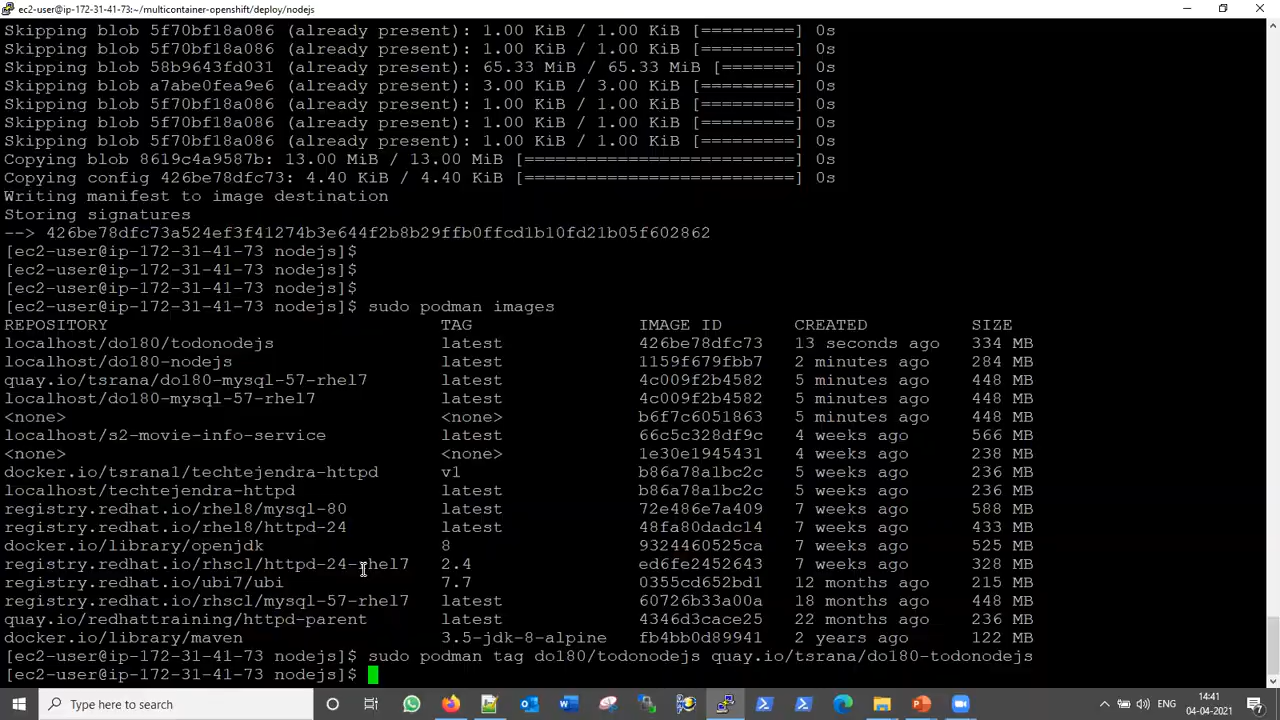 ec2-user@ip-172-31-41-73:~/multicontainer-openshift/deploy/nodejs
Skipping blob 5f70bf18a086 (already present): 1.00 KiB / 1.00 KiB [=========] 0s
Skipping blob 5f70bf18a086 (already present): 1.00 KiB / 1.00 KiB [=========] 0s
Skipping blob 58b9643fd031 (already present): 65.33 MiB / 65.33 MiB [=======] 0s
Skipping blob a7abe0fea9e6 (already present): 3.00 KiB / 3.00 KiB [=========] 0s
Skipping blob 5f70bf18a086 (already present): 1.00 KiB / 1.00 KiB [=========] 0s
Skipping blob 5f70bf18a086 (already present): 1.00 KiB / 1.00 KiB [=========] 0s
Skipping blob 5f70bf18a086 (already present): 1.00 KiB / 1.00 KiB [=========] 0s
Copying blob 8619c4a9587b: 13.00 MiB / 13.00 MiB [==========================] 0s
Copying config 426be78dfc73: 4.40 KiB / 4.40 KiB [==========================] 0s
Writing manifest to image destination
Storing signatures
--> 426be78dfc73a524ef3f41274b3e644f2b8b29ffb0ffcd1b10fd21b05f602862
[ec2-user@ip-172-31-41-73 nodejs]$
[ec2-user@ip-172-31-41-73 nodejs]$
[ec2-user@ip-172-31-41-73 nodejs]$
[ec2-user@ip-172-31-41-73 nodejs]$ sudo podman images
REPOSITORY TAG IMAGE ID CREATED SIZE
localhost/do180/todonodejs latest 426be78dfc73 13 seconds ago 334 MB
localhost/do180-nodejs latest 1159f679fbb7 2 minutes ago 284 MB
quay.io/tsrana/do180-mysql-57-rhel7 latest 4c009f2b4582 5 minutes ago 448 MB
localhost/do180-mysql-57-rhel7 latest 4c009f2b4582 5 minutes ago 448 MB
<none> <none> b6f7c6051863 5 minutes ago 448 MB
localhost/s2-movie-info-service latest 66c5c328df9c 4 weeks ago 566 MB
<none> <none> 1e30e1945431 4 weeks ago 238 MB
docker.io/tsrana1/techtejendra-httpd v1 b86a78a1bc2c 5 weeks ago 236 MB
localhost/techtejendra-httpd latest b86a78a1bc2c 5 weeks ago 236 MB
registry.redhat.io/rhel8/mysql-80 latest 72e486e7a409 7 weeks ago 588 MB
registry.redhat.io/rhel8/httpd-24 latest 48fa80dadc14 7 weeks ago 433 MB
docker.io/library/openjdk 8 9324460525ca 7 weeks ago 525 MB
registry.redhat.io/rhscl/httpd-24-rhel7 2.4 ed6fe2452643 7 weeks ago 328 MB
registry.redhat.io/ubi7/ubi 7.7 0355cd652bd1 12 months ago 215 MB
registry.redhat.io/rhscl/mysql-57-rhel7 latest 60726b33a00a 18 months ago 448 MB
quay.io/redhattraining/httpd-parent latest 4346d3cace25 22 months ago 236 MB
docker.io/library/maven 3.5-jdk-8-alpine fb4bb0d89941 2 years ago 122 MB
[ec2-user@ip-172-31-41-73 nodejs]$ sudo podman tag do180/todonodejs quay.io/tsrana/do180-todonodejs
[ec2-user@ip-172-31-41-73 nodejs]$
Type here to search
ENG
14:41
04-04-2021